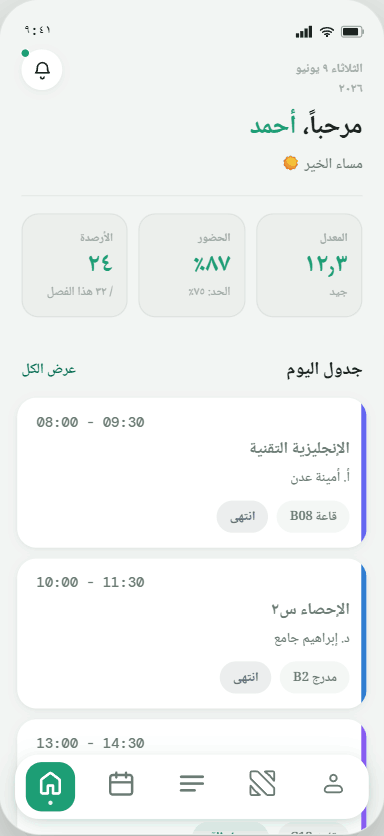 ٩:٤١
الثلاثاء ٩ يونيو
٢٠٢٦
مرحباً، أحمد
مساء الخير
المعدل
١٢٫٣
جيد
الحضور
٨٧٪
الحد: ٧٥٪
الأرصدة
٢٤
/ ٣٢ هذا الفصل
جدول اليوم
عرض الكل
08:00 - 09:30
الإنجليزية التقنية
أ. أمينة عدن
قاعة B08
انتهى
10:00 - 11:30
الإحصاء س٢
د. إبراهيم جامع
مدرج B2
انتهى
13:00 - 14:30